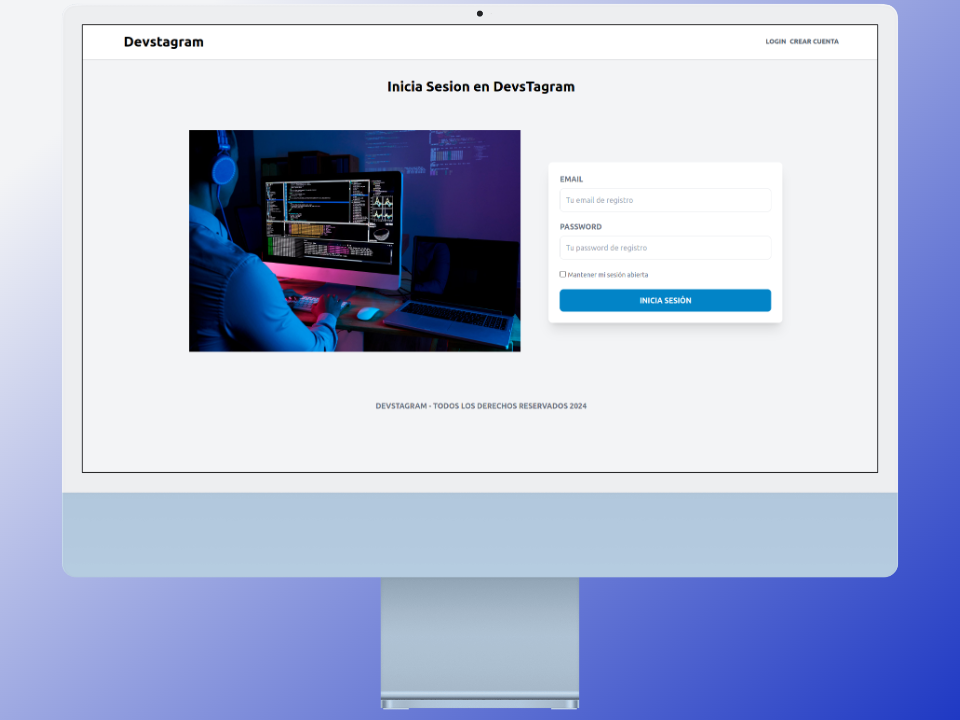 Devstagram
LOGIN CREAR CUENTA
Inicia Sesion en DevsTagram
EMAIL
Tu email de registro
PASSWORD
Tu password de registro
Mantener mi sesión abierta
INICIA SESIÓN
DEVSTAGRAM - TODOS LOS DERECHOS RESERVADOS 2024